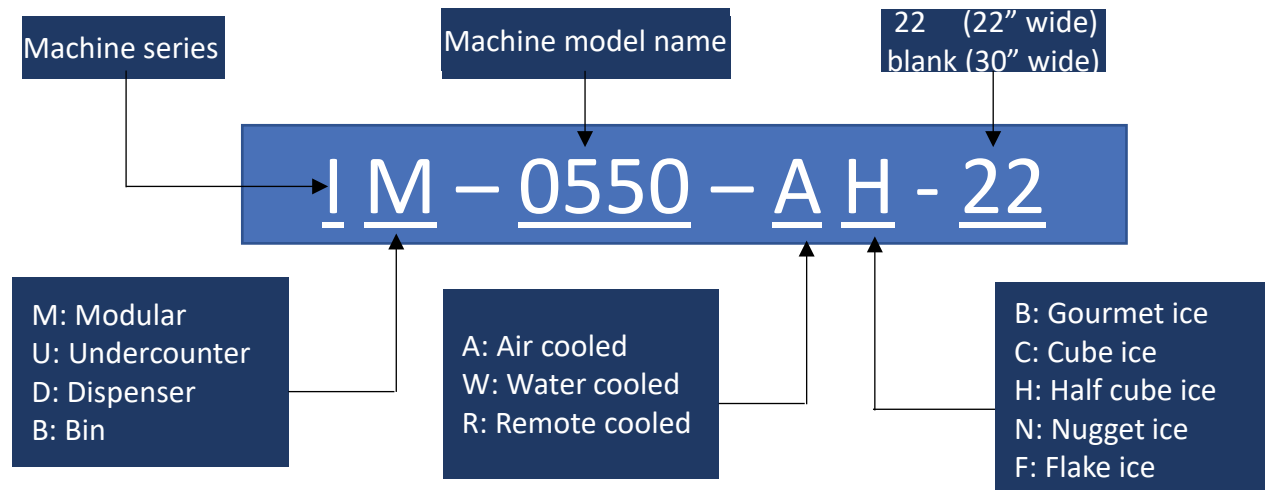 Machine series
Machine model name
22 (22” wide)
blank (30” wide)
I M – 0550 – A H - 22
M: Modular
U: Undercounter
D: Dispenser
B: Bin
A: Air cooled
W: Water cooled
R: Remote cooled
B: Gourmet ice
C: Cube ice
H: Half cube ice
N: Nugget ice
F: Flake ice